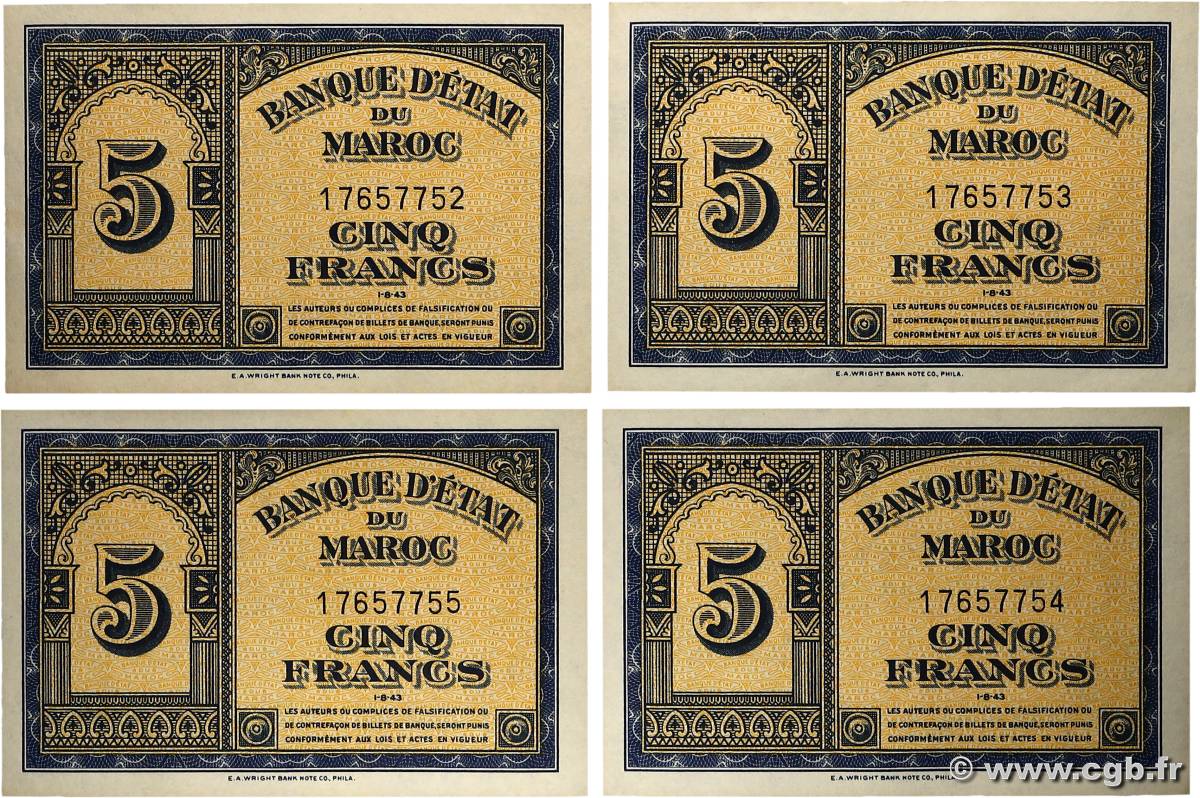 5
BANQUE D'ÉTAT
DU
MAROC
17657752
CINQ
FRANCS
1-8-43
LES AUTEURS OU COMPLICES DE FALSIFICATION OU
DE CONTREFAÇON DE BILLETS DE BANQUE, SERONT PUNIS
CONFORMÉMENT AUX LOIS ET ACTES EN VIGUEUR
E.A.WRIGHT BANK NOTE CO., PHILA.
5
BANQUE D'ÉTAT
DU
MAROC
17657753
CINQ
FRANCS
1-8-43
LES AUTEURS OU COMPLICES DE FALSIFICATION OU
DE CONTREFAÇON DE BILLETS DE BANQUE, SERONT PUNIS
CONFORMÉMENT AUX LOIS ET ACTES EN VIGUEUR
E.A.WRIGHT BANK NOTE CO., PHILA.
5
BANQUE D'ÉTAT
DU
MAROC
17657755
CINQ
FRANCS
1-8-43
LES AUTEURS OU COMPLICES DE FALSIFICATION OU
DE CONTREFAÇON DE BILLETS DE BANQUE, SERONT PUNIS
CONFORMÉMENT AUX LOIS ET ACTES EN VIGUEUR
E.A.WRIGHT BANK NOTE CO., PHILA.
5
BANQUE D'ÉTAT
DU
MAROC
17657754
CINQ
FRANCS
1-8-43
LES AUTEURS OU COMPLICES DE FALSIFICATION OU
DE CONTREFAÇON DE BILLETS DE BANQUE, SERONT PUNIS
CONFORMÉMENT AUX LOIS ET ACTES EN VIGUEUR
E.A.WRIGHT BANK NOTE CO., PHILA.
© www.cgb.fr